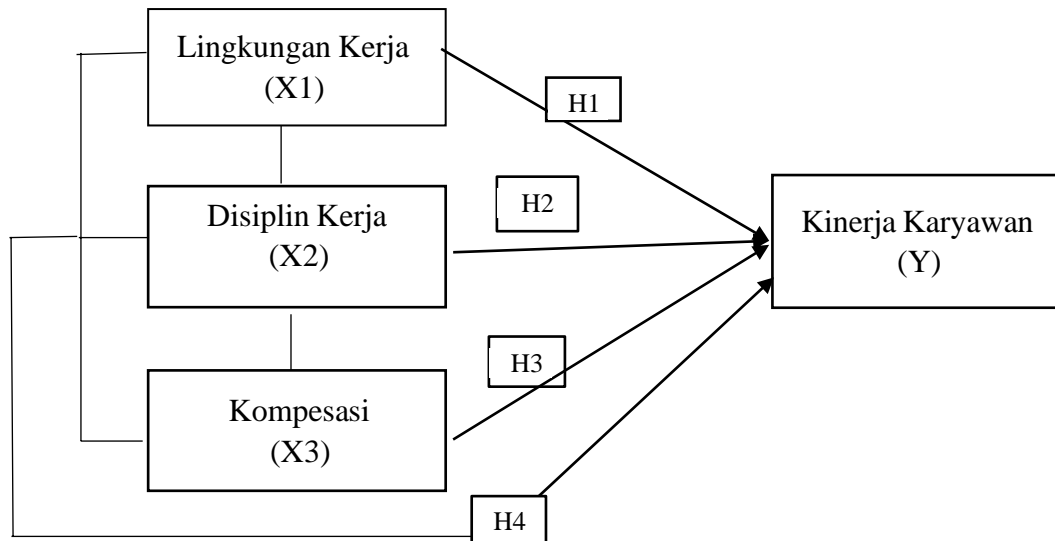 Lingkungan Kerja
(X1)
H1
Disiplin Kerja
(X2)
H2
Kinerja Karyawan
(Y)
H3
Kompesasi
(X3)
H4